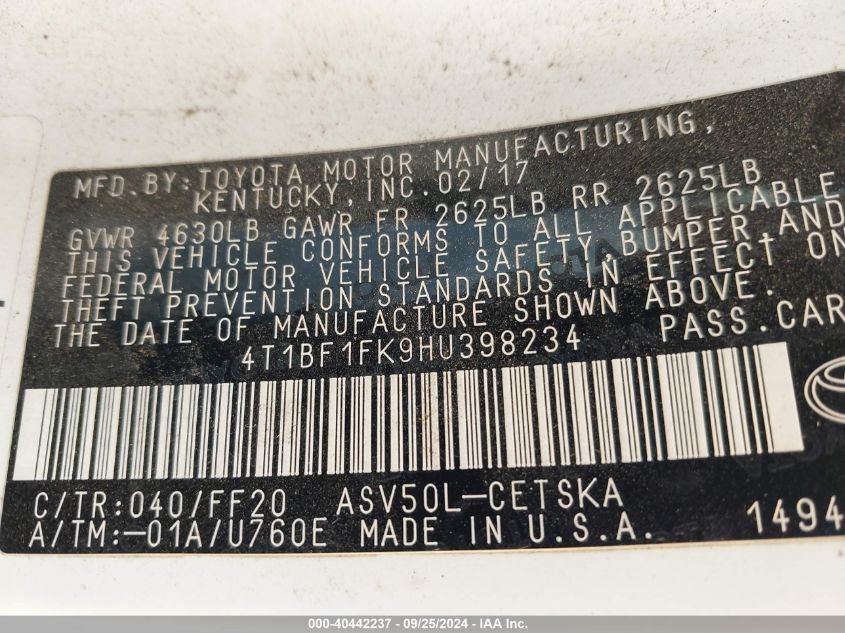 MFD. BY: TOYOTA MOTOR MANUFACTURING,
KENTUCKY, INC. 02/17
GVWR 4630LB GAWR FR 2625LB RR 2625LB
THIS VEHICLE CONFORMS TO ALL APPLICABLE
FEDERAL MOTOR VEHICLE SAFETY, BUMPER, AND
THEFT PREVENTION STANDARDS IN EFFECT ON
THE DATE OF MANUFACTURE SHOWN ABOVE.
4T1BF1FK9HU398234 PASS. CAR
C/TR: 040/FF20 ASV50L-CETSKA
A/TM: -01A/U760E MADE IN U.S.A. 1494
000-40442237 - 09/25/2024 - IAA Inc.